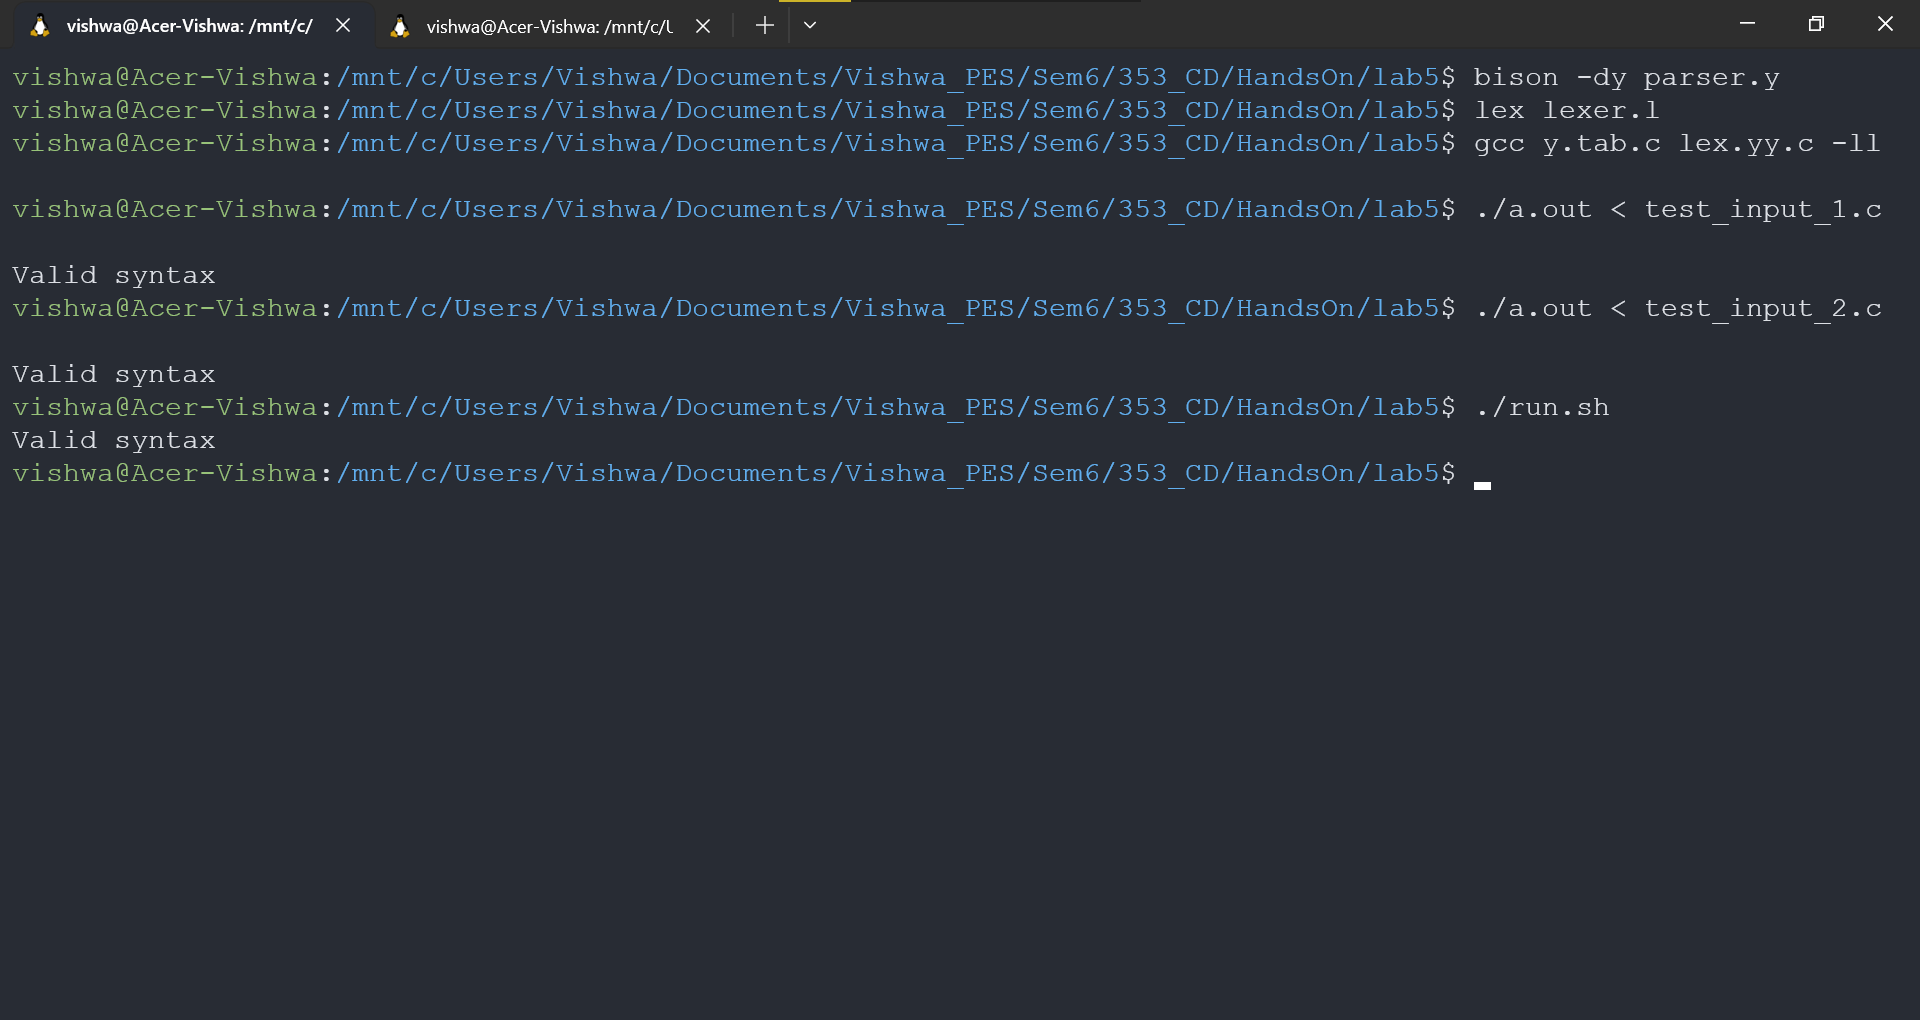 vishwa@Acer-Vishwa: /mnt/c/
vishwa@Acer-Vishwa: /mnt/c/U
vishwa@Acer-Vishwa:/mnt/c/Users/Vishwa/Documents/Vishwa_PES/Sem6/353_CD/HandsOn/lab5$ bison -dy parser.y
vishwa@Acer-Vishwa:/mnt/c/Users/Vishwa/Documents/Vishwa_PES/Sem6/353_CD/HandsOn/lab5$ lex lexer.l
vishwa@Acer-Vishwa:/mnt/c/Users/Vishwa/Documents/Vishwa_PES/Sem6/353_CD/HandsOn/lab5$ gcc y.tab.c lex.yy.c -ll
vishwa@Acer-Vishwa:/mnt/c/Users/Vishwa/Documents/Vishwa_PES/Sem6/353_CD/HandsOn/lab5$ ./a.out < test_input_1.c
Valid syntax
vishwa@Acer-Vishwa:/mnt/c/Users/Vishwa/Documents/Vishwa_PES/Sem6/353_CD/HandsOn/lab5$ ./a.out < test_input_2.c
Valid syntax
vishwa@Acer-Vishwa:/mnt/c/Users/Vishwa/Documents/Vishwa_PES/Sem6/353_CD/HandsOn/lab5$ ./run.sh
Valid syntax
vishwa@Acer-Vishwa:/mnt/c/Users/Vishwa/Documents/Vishwa_PES/Sem6/353_CD/HandsOn/lab5$